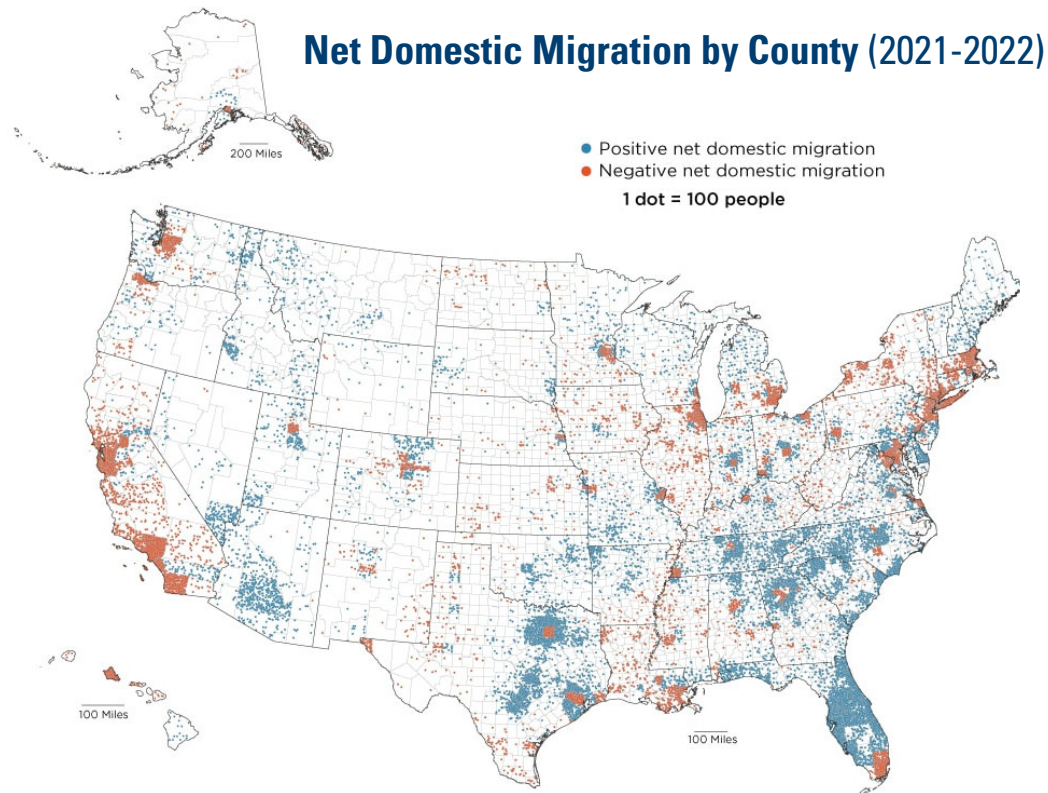 Net Domestic Migration by County (2021-2022)
200 Miles
Positive net domestic migration
Negative net domestic migration
1 dot = 100 people
100 Miles
100 Miles